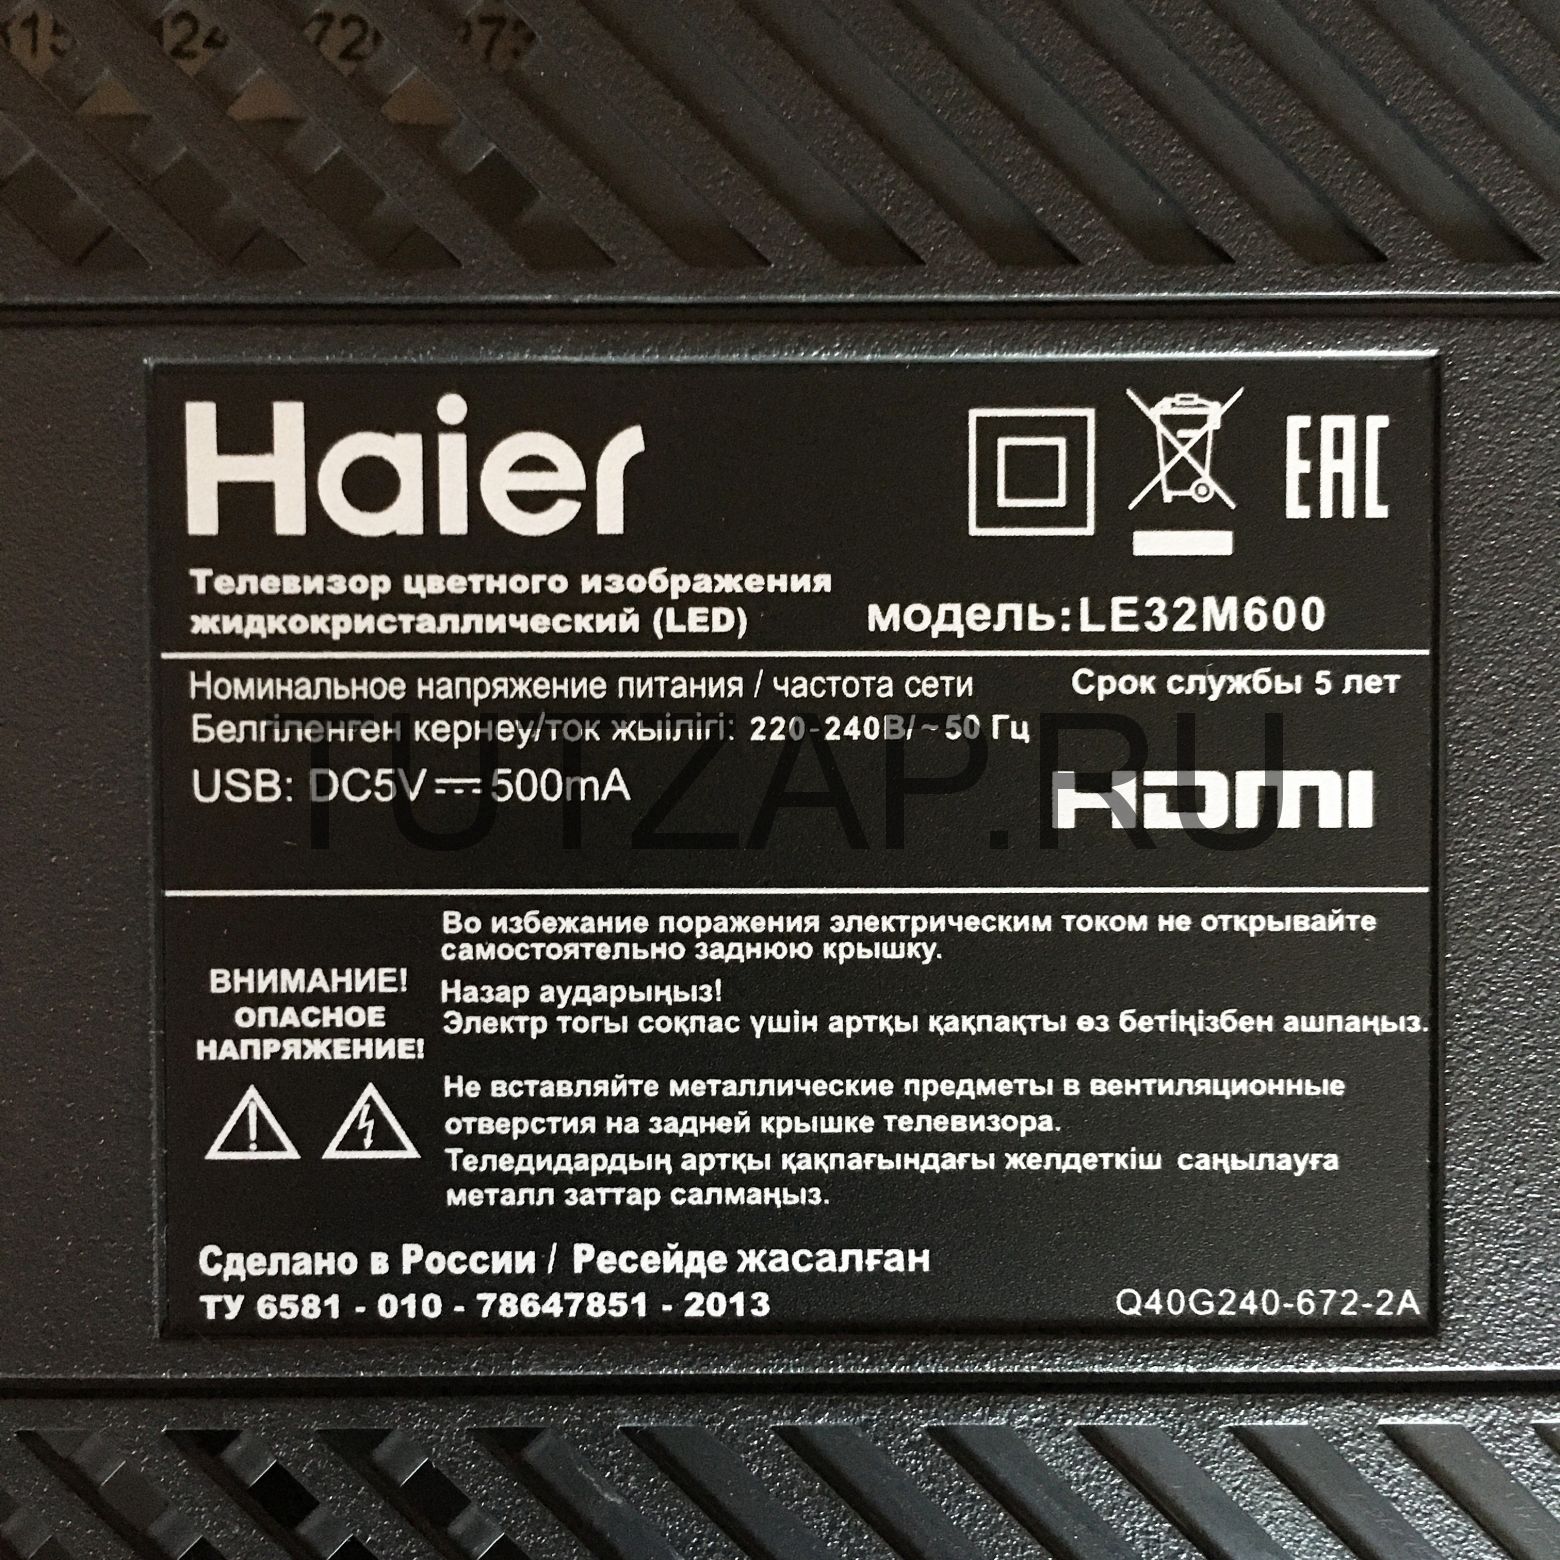 Haier
EAC
Телевизор цветного изображения
жидкокристаллический (LED)
модель:LE32M600
Номинальное напряжение питания / частота сети
Срок службы 5 лет
Белгіленген кернеу/ток жыілігі: 220-240В/~50 Гц
USB: DC5V⎓500mA
HDMI
TUTZAP.RU
Во избежание поражения электрическим током не открывайте
самостоятельно заднюю крышку.
ВНИМАНИЕ!
ОПАСНОЕ
НАПРЯЖЕНИЕ!
Назар аударыңыз!
Электр тогы соқпас үшін артқы қақпақты өз бетіңізбен ашпаңыз.
Не вставляйте металлические предметы в вентиляционные
отверстия на задней крышке телевизора.
Теледидардың артқы қақпағындағы желдеткіш саңылауға
металл заттар салмаңыз.
Сделано в России / Ресейде жасалған
ТУ 6581 - 010 - 78647851 - 2013
Q40G240-672-2A